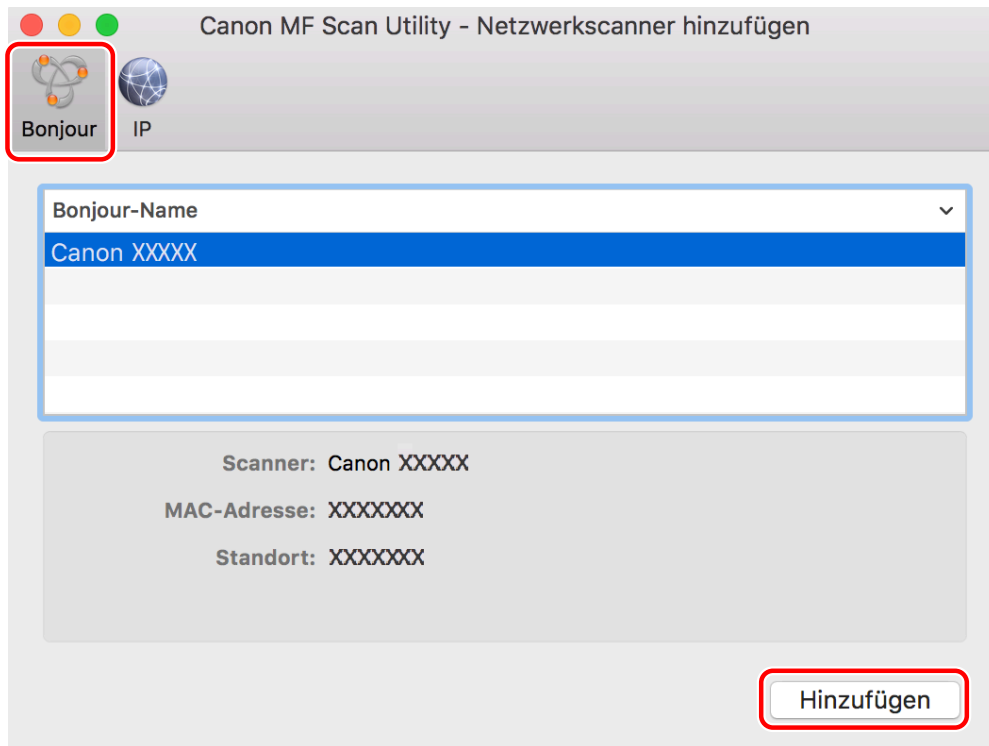 Canon MF Scan Utility - Netzwerkscanner hinzufügen
Bonjour IP
Bonjour-Name
Canon XXXXX
Scanner: Canon XXXXX
MAC-Adresse: XXXXXXX
Standort: XXXXXXX
Hinzufügen